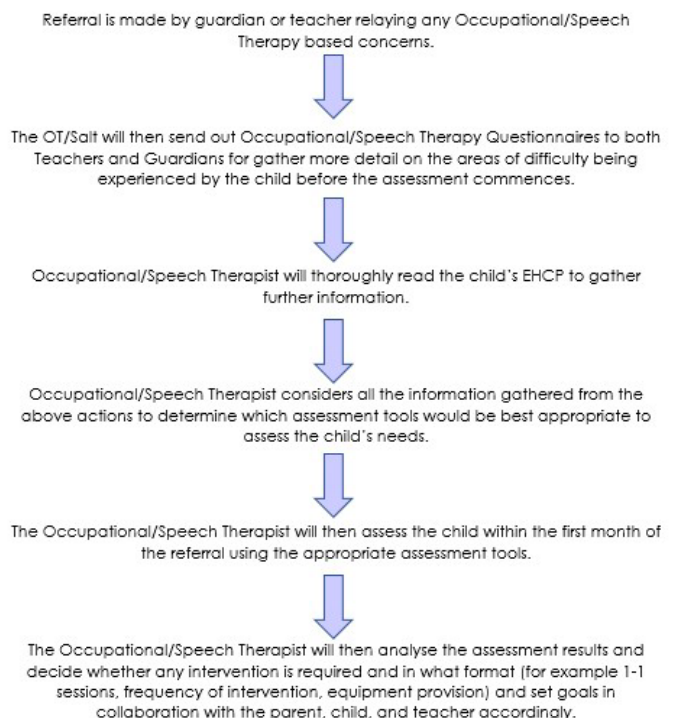 Referral is made by guardian or teacher relaying any Occupational/Speech
Therapy based concerns.
The OT/Salt will then send out Occupational/Speech Therapy Questionnaires to both
Teachers and Guardians for gather more detail on the areas of difficulty being
experienced by the child before the assessment commences.
Occupational/Speech Therapist will thoroughly read the child's EHCP to gather
further information.
Occupational/Speech Therapist considers all the information gathered from the
above actions to determine which assessment tools would be best appropriate to
assess the child's needs.
The Occupational/Speech Therapist will then assess the child within the first month of
the referral using the appropriate assessment tools.
The Occupational/Speech Therapist will then analyse the assessment results and
decide whether any intervention is required and in what format (for example 1-1
sessions, frequency of intervention, equipment provision) and set goals in
collaboration with the parent, child, and teacher accordingly.